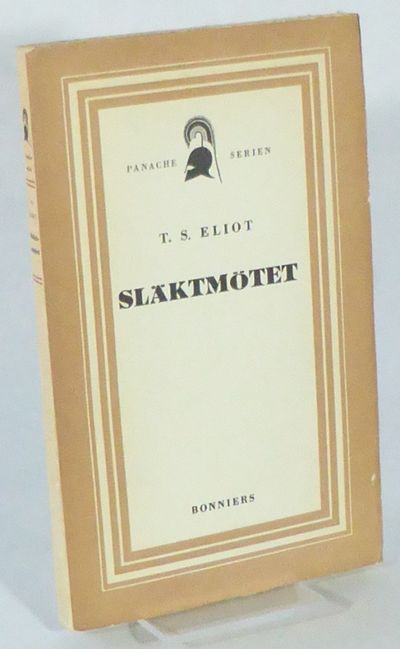 PANACHE SERIEN
T. S. ELIOT
SLÄKTMÖTET
BONNIERS